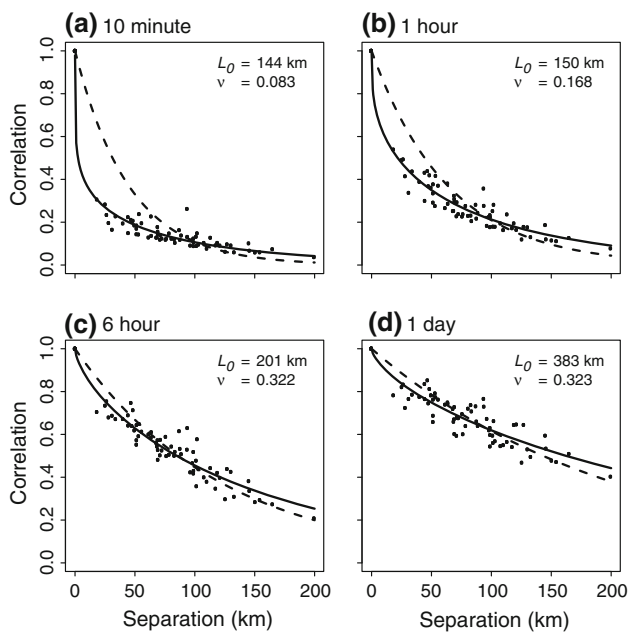 (a) 10 minute
(b) 1 hour
L0 = 144 km
ν = 0.083
L0 = 150 km
ν = 0.168
Correlation
1.0
0.8
0.6
0.4
0.2
0.0
(c) 6 hour
(d) 1 day
L0 = 201 km
ν = 0.322
L0 = 383 km
ν = 0.323
Correlation
1.0
0.8
0.6
0.4
0.2
0.0
0 50 100 150 200
0 50 100 150 200
Separation (km)
Separation (km)